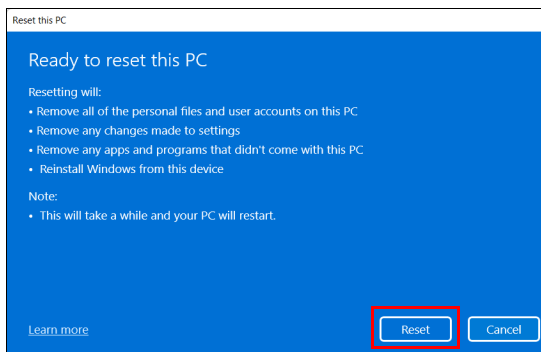 Reset this PC
Ready to reset this PC
Resetting will:
• Remove all of the personal files and user accounts on this PC
• Remove any changes made to settings
• Remove any apps and programs that didn't come with this PC
• Reinstall Windows from this device
Note:
• This will take a while and your PC will restart.
Learn more
Reset
Cancel